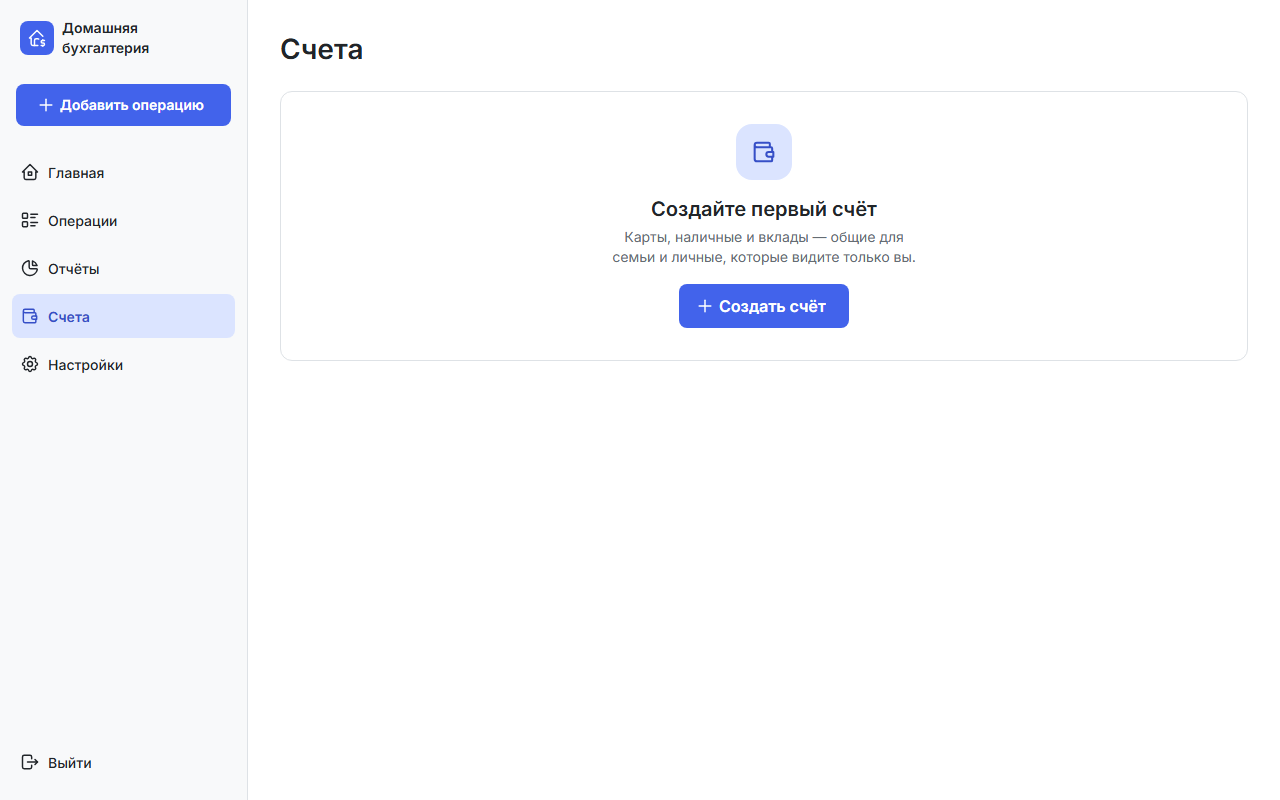 Домашняя
бухгалтерия
Добавить операцию
Главная
Операции
Отчёты
Счета
Настройки
Выйти
Счета
Создайте первый счёт
Карты, наличные и вклады — общие для
семьи и личные, которые видите только вы.
Создать счёт